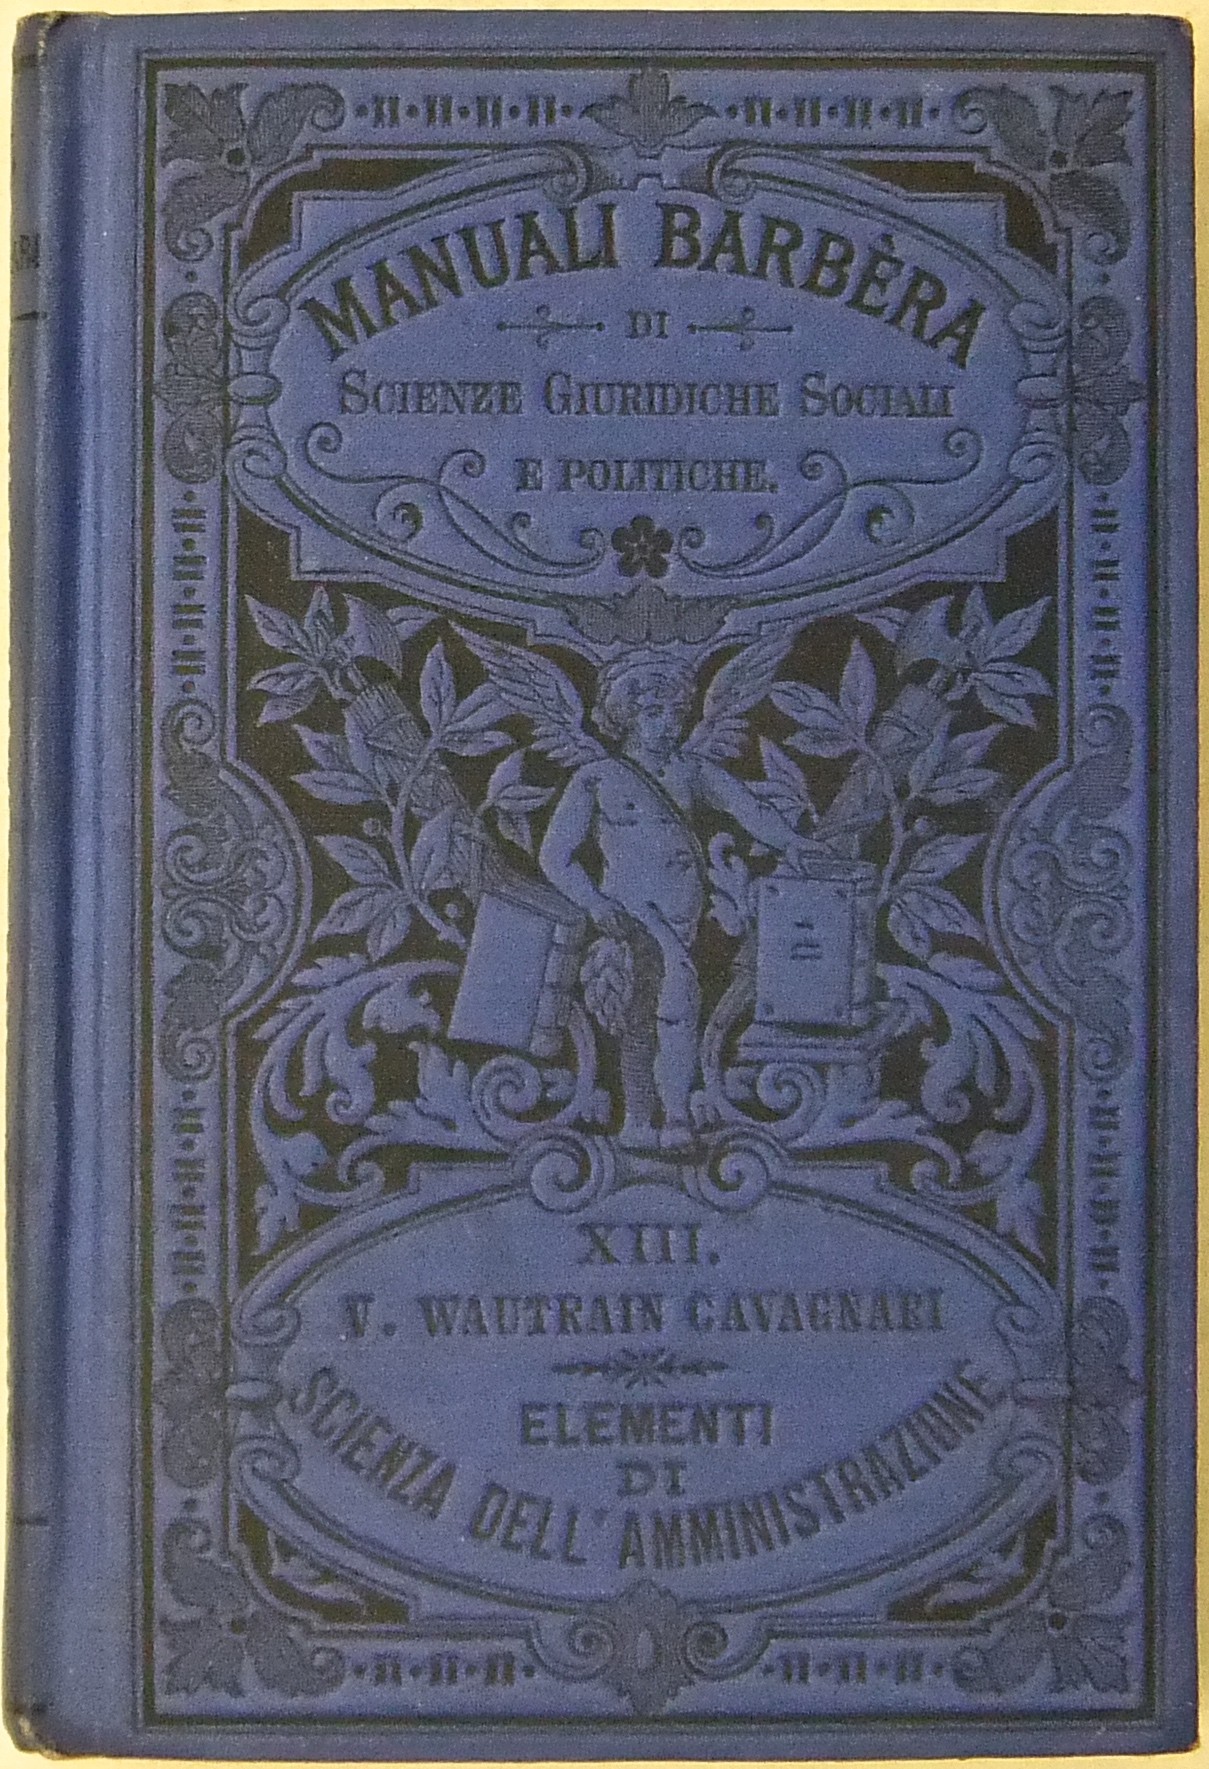 MANUALI BARBÈRA
DI
SCIENZE GIURIDICHE SOCIALI
E POLITICHE.
XIII.
V. WAUTRAIN CAVAGNARI
ELEMENTI
DI
SCIENZA DELL'AMMINISTRAZIONE